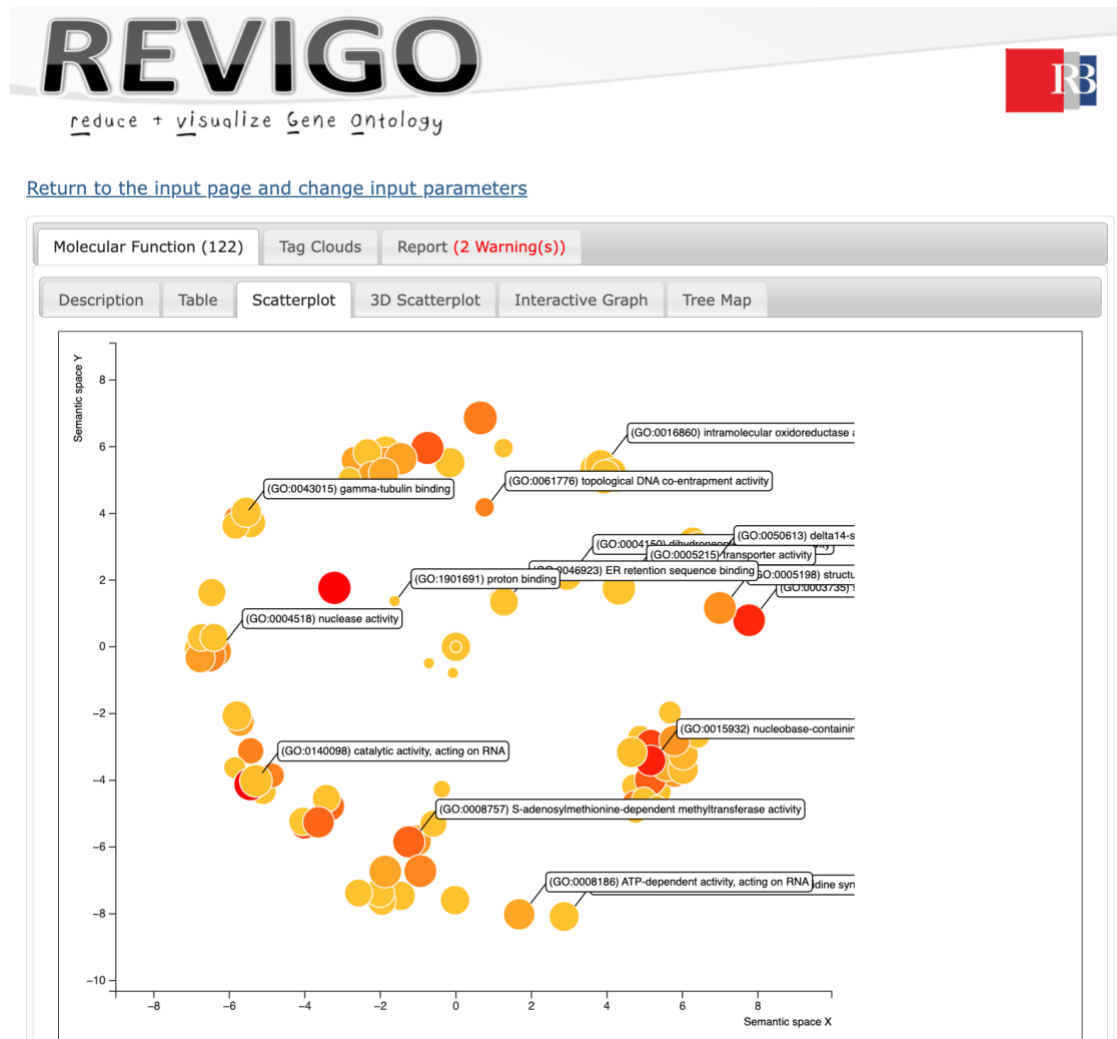 REVIGO
reduce + visualize Gene Ontology
RB
Return to the input page and change input parameters
Molecular Function (122) Tag Clouds Report (2 Warning(s))
Description Table Scatterplot 3D Scatterplot Interactive Graph Tree Map
Semantic space Y
8
6
4
2
0
−2
−4
−6
−8
−10
(GO:0016860) intramolecular oxidoreductase
(GO:0061776) topological DNA co-entrapment activity
(GO:0043015) gamma-tubulin binding
(GO:0050613) delta14-s
(GO:0005215) transporter activity
(GO:0046923) ER retention sequence binding
(GO:1901691) proton binding
GO:0005198) structu
(GO:0003735)
(GO:0004518) nuclease activity
(GO:0015932) nucleobase-containin
(GO:0140098) catalytic activity, acting on RNA
(GO:0008757) S-adenosylmethionine-dependent methyltransferase activity
(GO:0008186) ATP-dependent activity, acting on RNA
idine syn
−8 −6 −4 −2 0 2 4 6 8
Semantic space X